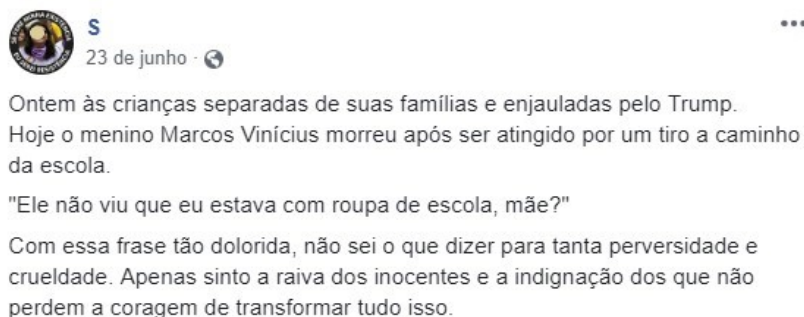 S
23 de junho ·
Ontem às crianças separadas de suas famílias e enjauladas pelo Trump.
Hoje o menino Marcos Vinícius morreu após ser atingido por um tiro a caminho
da escola.
"Ele não viu que eu estava com roupa de escola, mãe?"
Com essa frase tão dolorida, não sei o que dizer para tanta perversidade e
crueldade. Apenas sinto a raiva dos inocentes e a indignação dos que não
perdem a coragem de transformar tudo isso.